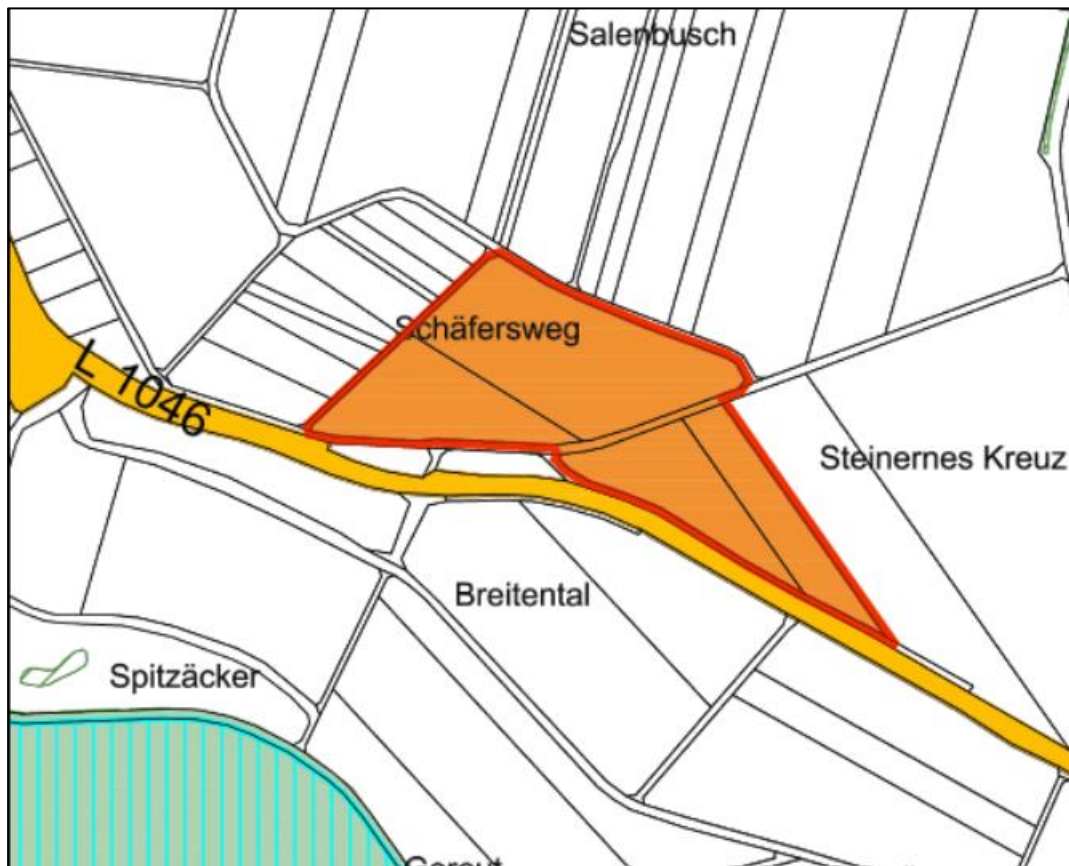 Salenbusch
Schäfersweg
L 1046
Steinernes Kreuz
Breitental
Spitzäcker